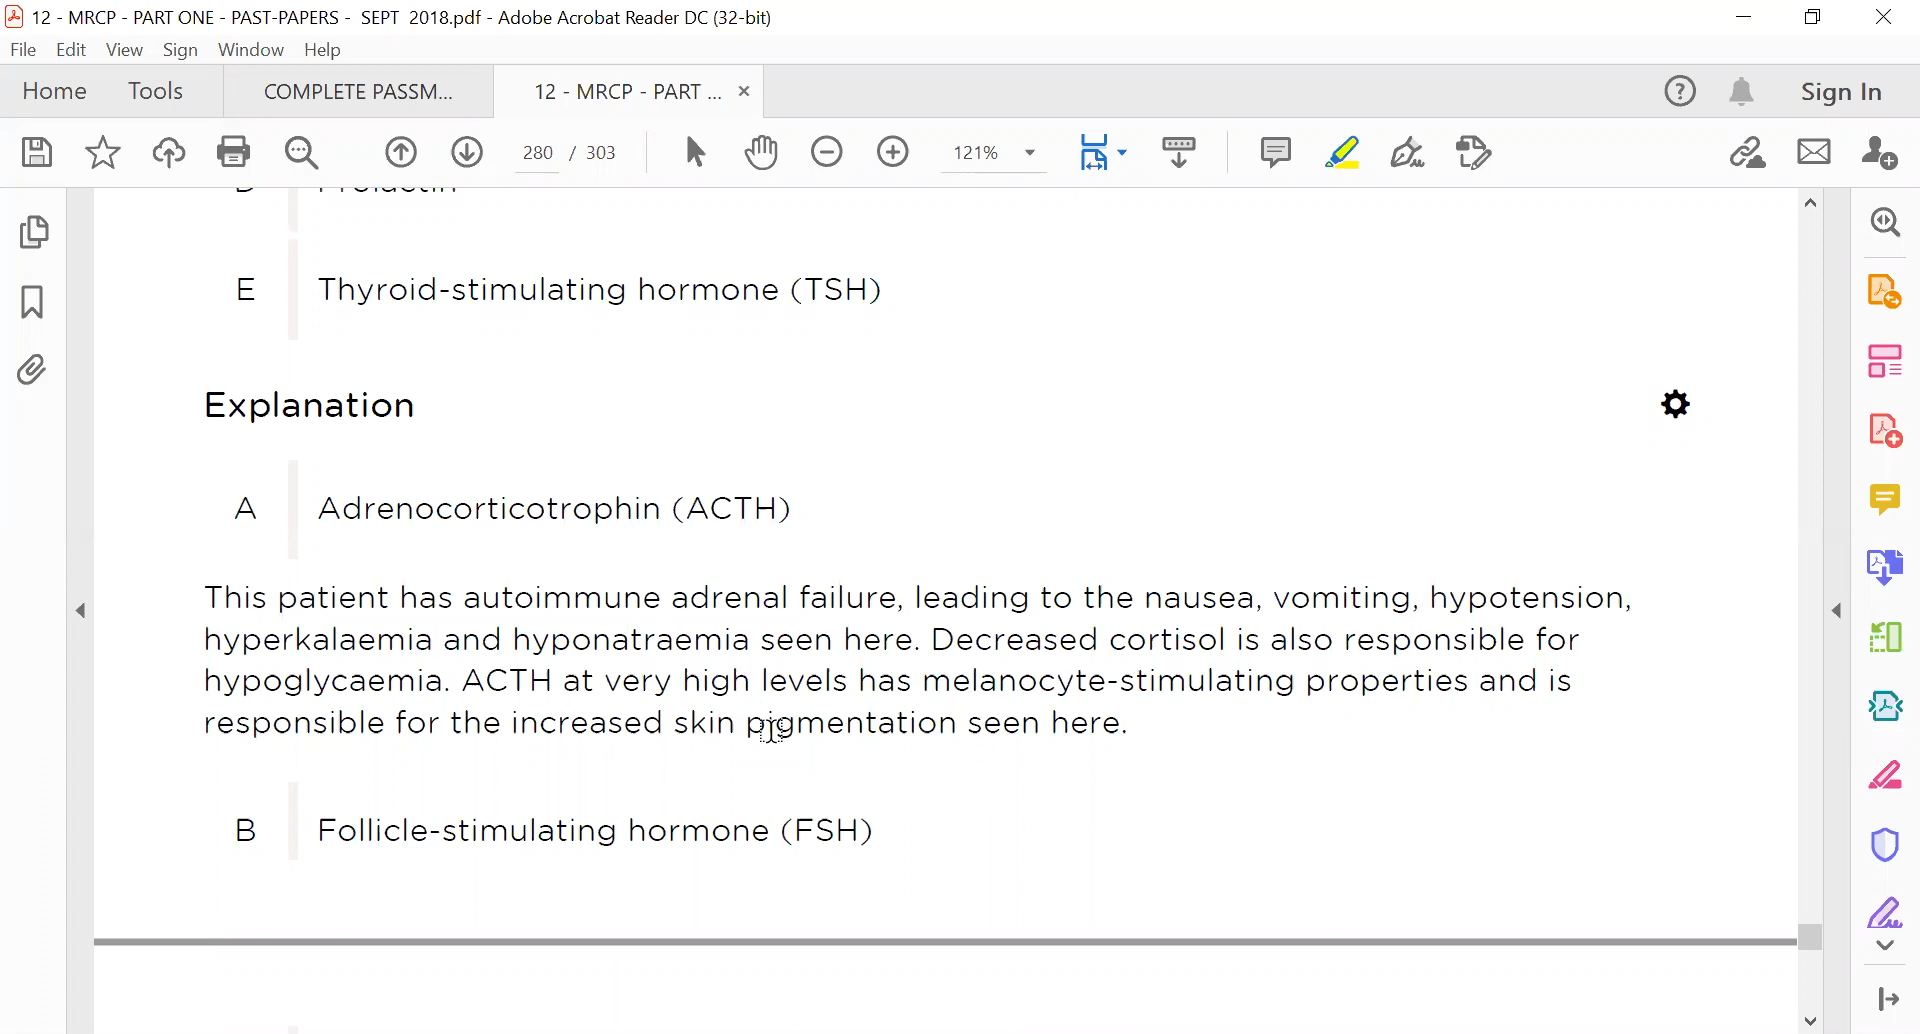 12 - MRCP - PART ONE - PAST-PAPERS - SEPT 2018.pdf - Adobe Acrobat Reader DC (32-bit)
File Edit View Sign Window Help
Home Tools COMPLETE PASSM... 12 - MRCP - PART ... Sign In
280 / 303 121%
D Prolactin
E Thyroid-stimulating hormone (TSH)
Explanation
A Adrenocorticotrophin (ACTH)
This patient has autoimmune adrenal failure, leading to the nausea, vomiting, hypotension,
hyperkalaemia and hyponatraemia seen here. Decreased cortisol is also responsible for
hypoglycaemia. ACTH at very high levels has melanocyte-stimulating properties and is
responsible for the increased skin pigmentation seen here.
B Follicle-stimulating hormone (FSH)